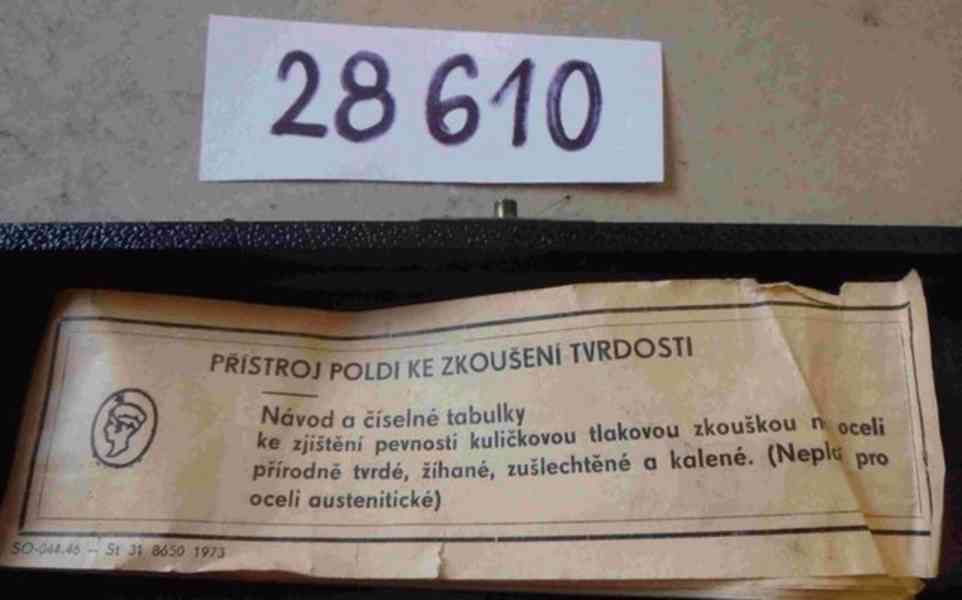 28 610
PŘÍSTROJ POLDI KE ZKOUŠENÍ TVRDOSTI
Návod a číselné tabulky
ke zjištění pevnosti kuličkovou tlakovou zkouškou n oceli
přírodně tvrdé, žíhané, zušlechtěné a kalené. (Nepla pro
oceli austenitické)
SO-044.46 — St 31 8650 1973